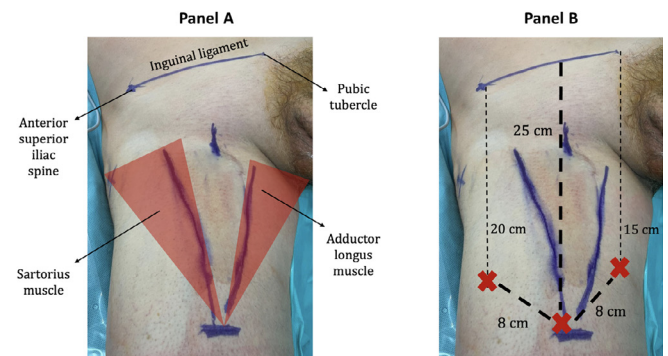 Panel A
Inguinal ligament
Pubic
tubercle
Anterior
superior
iliac
spine
Sartorius
muscle
Adductor
longus
muscle
Panel B
25 cm
20 cm
15 cm
8 cm
8 cm